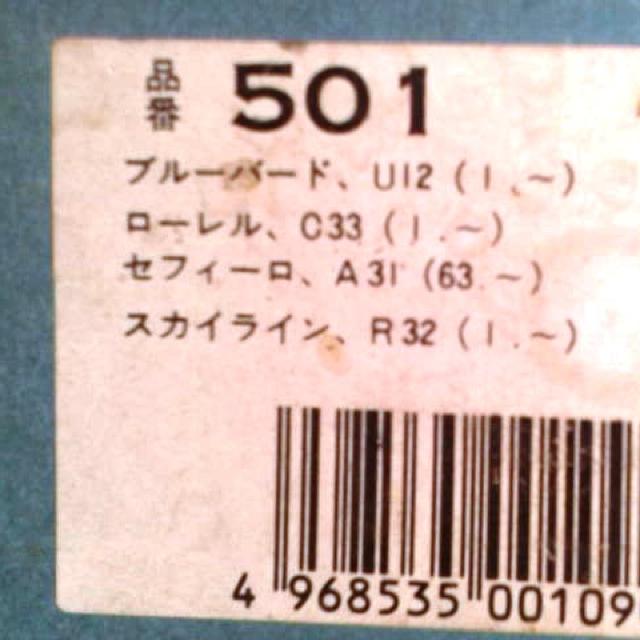 品番 501
ブルーバード、U12 (1.~)
ローレル、C33 (1.~)
セフィーロ、A31 (63.~)
スカイライン、R32 (1.~)
4 968535 00109